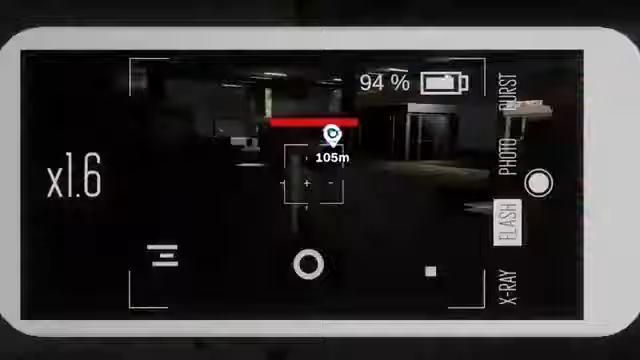 94 %
BURST
105m
PHOTO
x1.6
FLASH
X-RAY